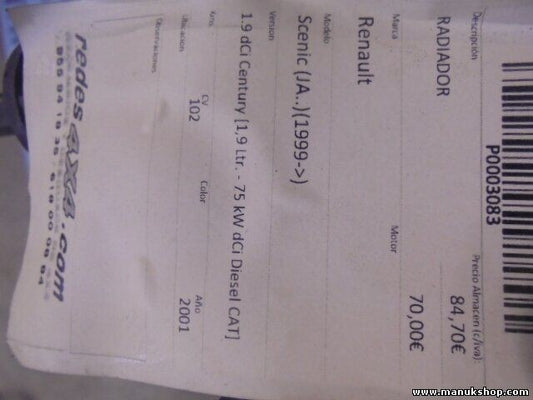 P0003083
Descripción Precio Almacen (c/iva):
RADIADOR 84,70€
Marca Motor 70,00€
Renault
Modelo
Scenic (JA..)(1999->)
Version
1.9 dCi Century [1,9 Ltr. - 75 kW dCi Diesel CAT]
Kms CV Color Año
102 2001
Ubicacion
Observaciones
redes4x4.com
www.manukshop.com